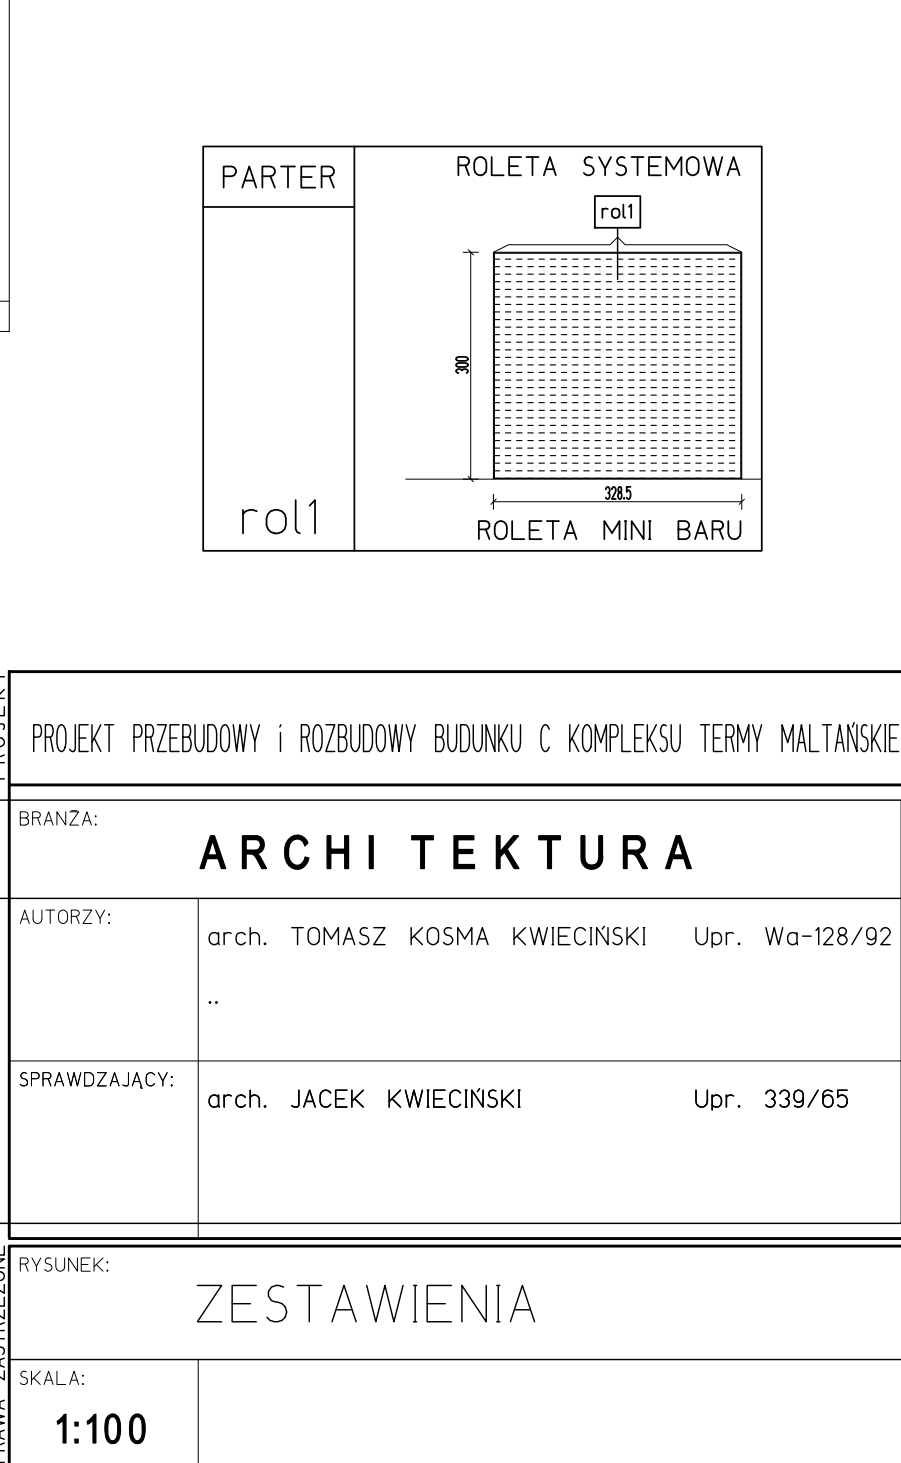 PARTER
ROLETA SYSTEMOWA
rol1
300
328.5
rol1
ROLETA MINI BARU
PROJEKT
PROJEKT PRZEBUDOWY i ROZBUDOWY BUDUNKU C KOMPLEKSU TERMY MALTAŃSKIE
BRANŻA:
ARCHITEKTURA
AUTORZY:
arch. TOMASZ KOSMA KWIECIŃSKI Upr. Wa-128/92
..
SPRAWDZAJĄCY:
arch. JACEK KWIECIŃSKI Upr. 339/65
RYSUNEK:
ZESTAWIENIA
SKALA:
1:100